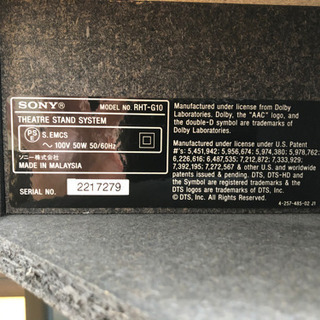 SONY® MODEL NO. RHT-G10
THEATRE STAND SYSTEM
PS E S.EMCS
~ 100V 50W 50/60Hz
ソニー株式会社
MADE IN MALAYSIA
SERIAL NO. 2217279
Manufactured under license from Dolby
Laboratories. Dolby, the "AAC" logo, and
the double-D symbol are trademarks of
Dolby Laboratories.
Manufactured under license under U.S. Patent
#'s: 5,451,942; 5,956,674; 5,974,380; 5,978,762;
6,226,616; 6,487,535; 7,212,872; 7,333,929;
7,392,195; 7,272,567 & other U.S. and
worldwide patents issued &
pending. DTS, DTS-HD and
the Symbol are registered
trademarks of DTS, Inc. All Rights Reserved.
© DTS, Inc.
4-257-485-02 J1